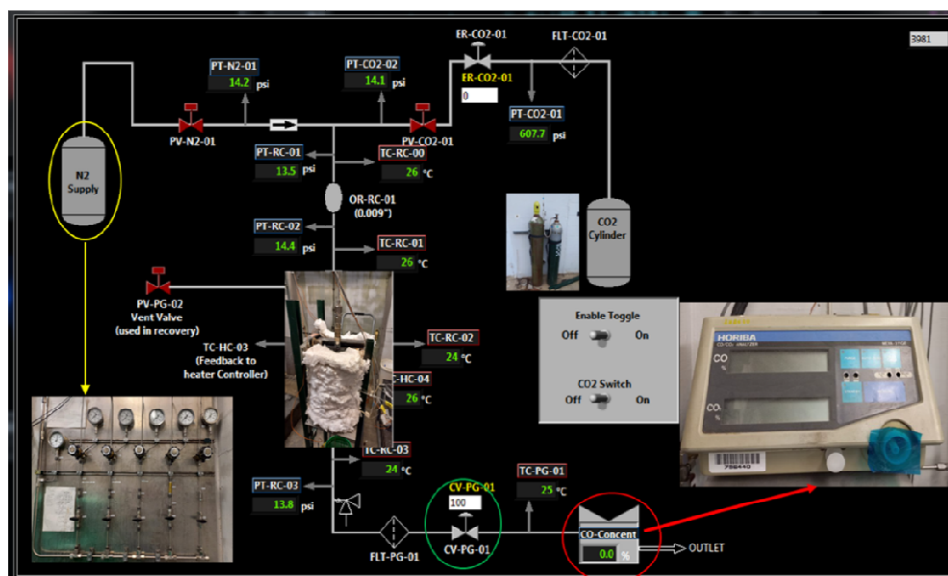 ER-CO2-01
FLT-CO2-01
3981
PT-N2-01
14.2 psi
PT-CO2-02
14.1 psi
ER-CO2-01
0
PT-CO2-01
607.7 psi
PV-N2-01
PV-CO2-01
PT-RC-01
13.5 psi
TC-RC-00
26 °C
N2
Supply
OR-RC-01
(0.009")
CO2
Cylinder
PT-RC-02
14.4 psi
TC-RC-01
26 °C
PV-PG-02
Vent Valve
(used in recovery)
TC-HC-03
(Feedback to
heater Controller)
TC-RC-02
24 °C
C-HC-04
26 °C
Enable Toggle
Off On
CO2 Switch
Off On
HORIBA
CO
%
CO₂
%
TC-RC-03
24 °C
PT-RC-03
13.8 psi
CV-PG-01
100
CV-PG-01
TC-PG-01
25 °C
FLT-PG-01
CO-Concent
0.0 %
OUTLET